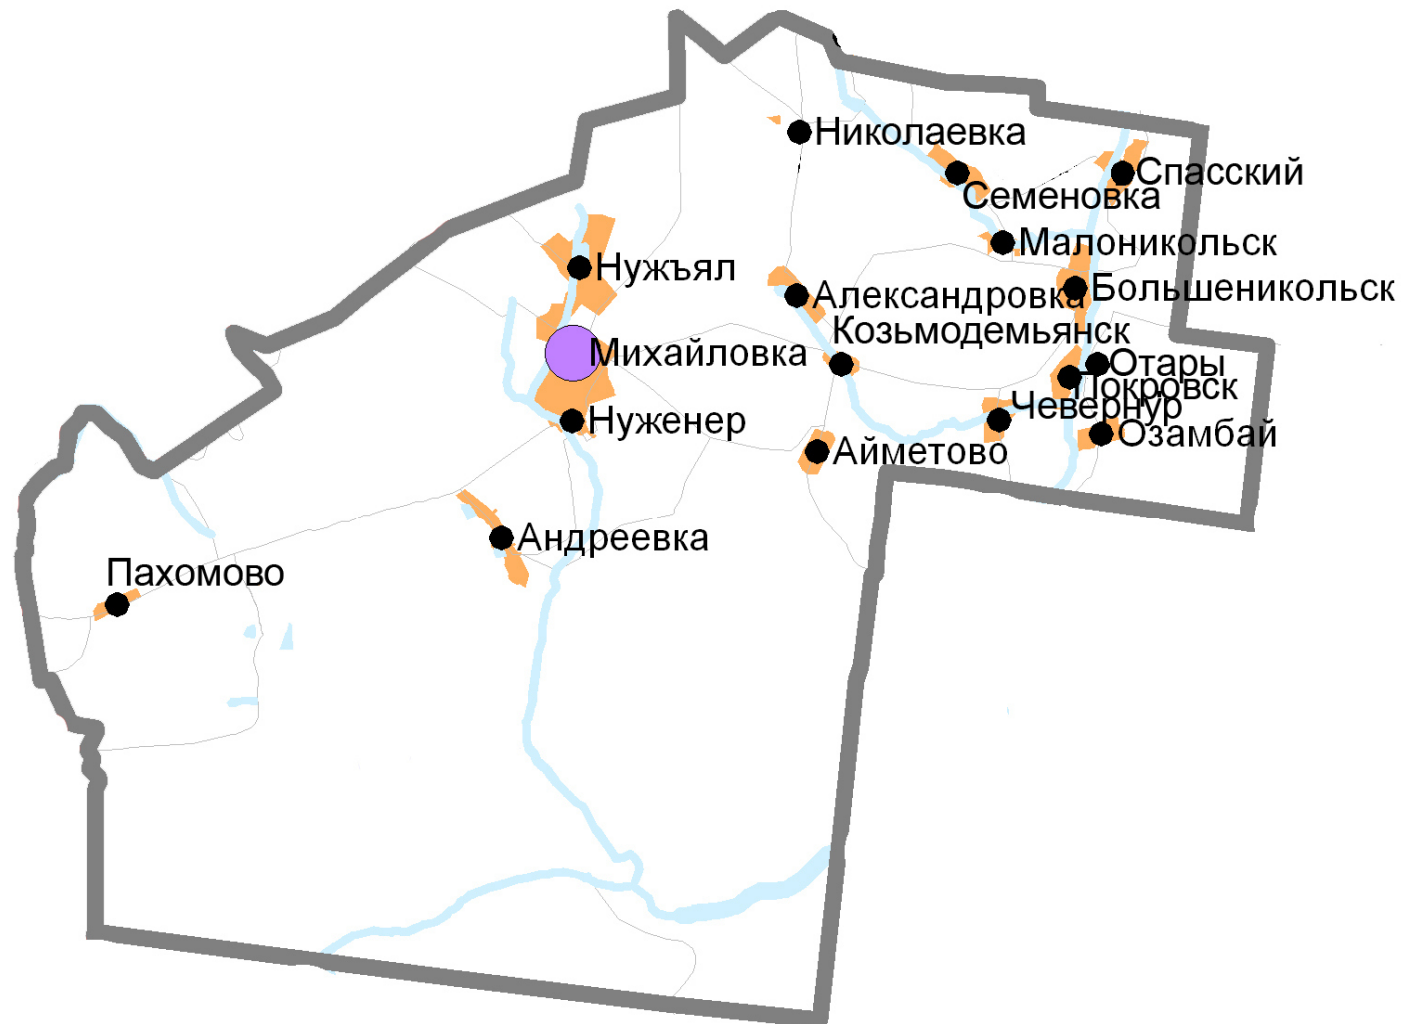 Николаевка
Спасский
Семеновка
Малоникольск
Нужъял
Большеникольск
Александровка
Козьмодемьянск
Михайловка
Отары
Покровск
Чевернур
Нуженер
Озамбай
Айметово
Андреевка
Пахомово